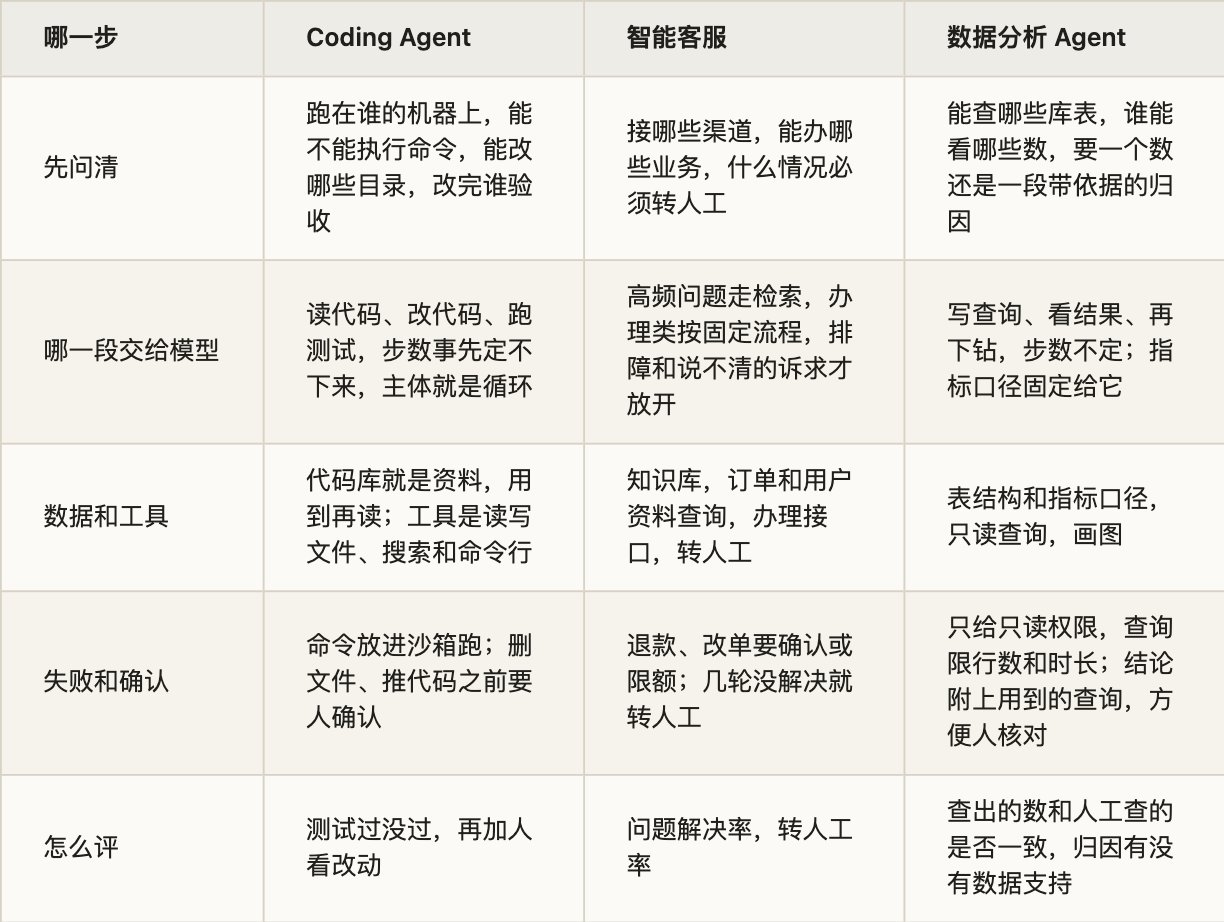 哪一步
Coding Agent
智能客服
数据分析 Agent
先问清
跑在谁的机器上，能
不能执行命令，能改
哪些目录，改完谁验
收
接哪些渠道，能办哪
些业务，什么情况必
须转人工
能查哪些库表，谁能
看哪些数，要一个数
还是一段带依据的归
因
哪一段交给模型
读代码、改代码、跑
测试，步数事先定不
下来，主体就是循环
高频问题走检索，办
理类按固定流程，排
障和说不清的诉求才
放开
写查询、看结果、再
下钻，步数不定；指
标口径固定给它
数据和工具
代码库就是资料，用
到再读；工具是读写
文件、搜索和命令行
知识库，订单和用户
资料查询，办理接
口，转人工
表结构和指标口径，
只读查询，画图
失败和确认
命令放进沙箱跑；删
文件、推代码之前要
人确认
退款、改单要确认或
限额；几轮没解决就
转人工
只给只读权限，查询
限行数和时长；结论
附上用到的查询，方
便人核对
怎么评
测试过没过，再加人
看改动
问题解决率，转人工
率
查出的数和人工查的
是否一致，归因有没
有数据支持